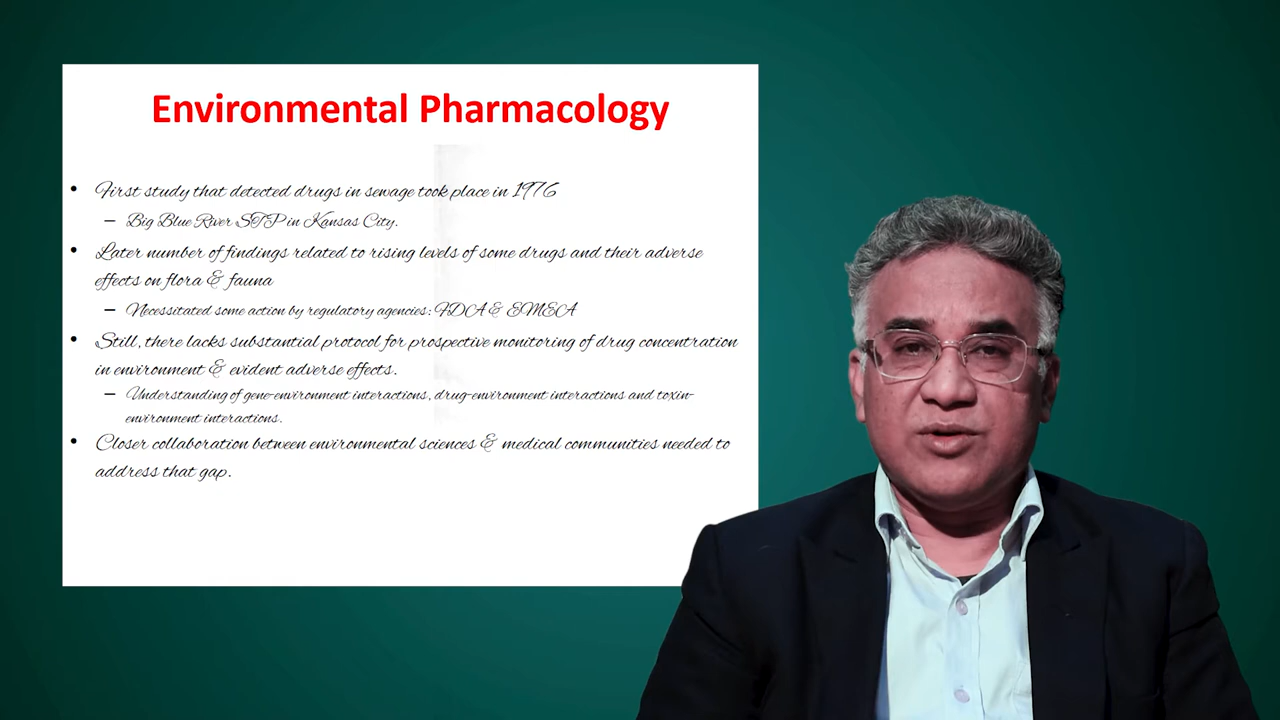 Environmental Pharmacology
• First study that detected drugs in sewage took place in 1976
– Big Blue River STP in Kansas City.
• Later number of findings related to rising levels of some drugs and their adverse
effects on flora & fauna
– Necessitated some action by regulatory agencies: FDA & EMEA
• Still, there lacks substantial protocol for prospective monitoring of drug concentration
in environment & evident adverse effects.
– Understanding of gene-environment interactions, drug-environment interactions and toxin-
environment interactions.
• Closer collaboration between environmental sciences & medical communities needed to
address that gap.